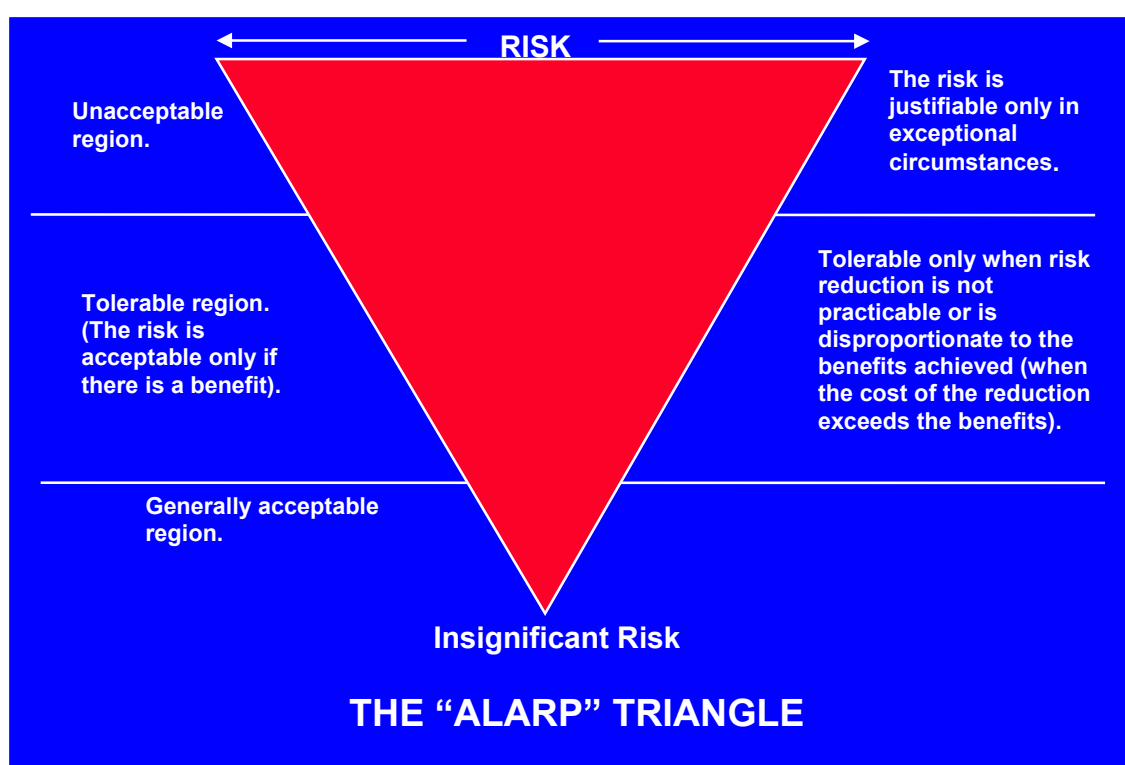 RISK
Unacceptable
region.
The risk is
justifiable only in
exceptional
circumstances.
Tolerable region.
(The risk is
acceptable only if
there is a benefit).
Tolerable only when risk
reduction is not
practicable or is
disproportionate to the
benefits achieved (when
the cost of the reduction
exceeds the benefits).
Generally acceptable
region.
Insignificant Risk
THE “ALARP” TRIANGLE